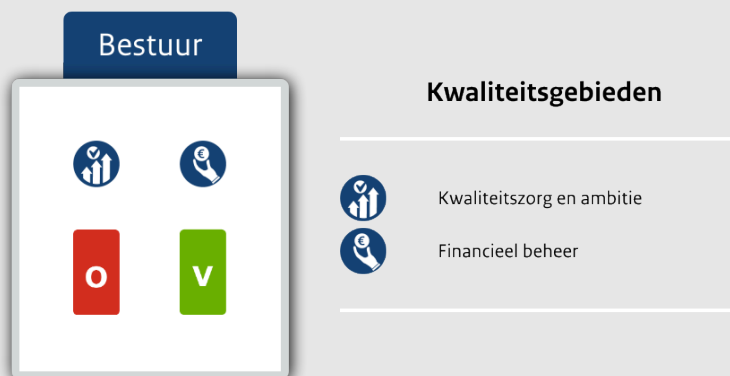 Bestuur
O
V
Kwaliteitsgebieden
Kwaliteitszorg en ambitie
Financieel beheer